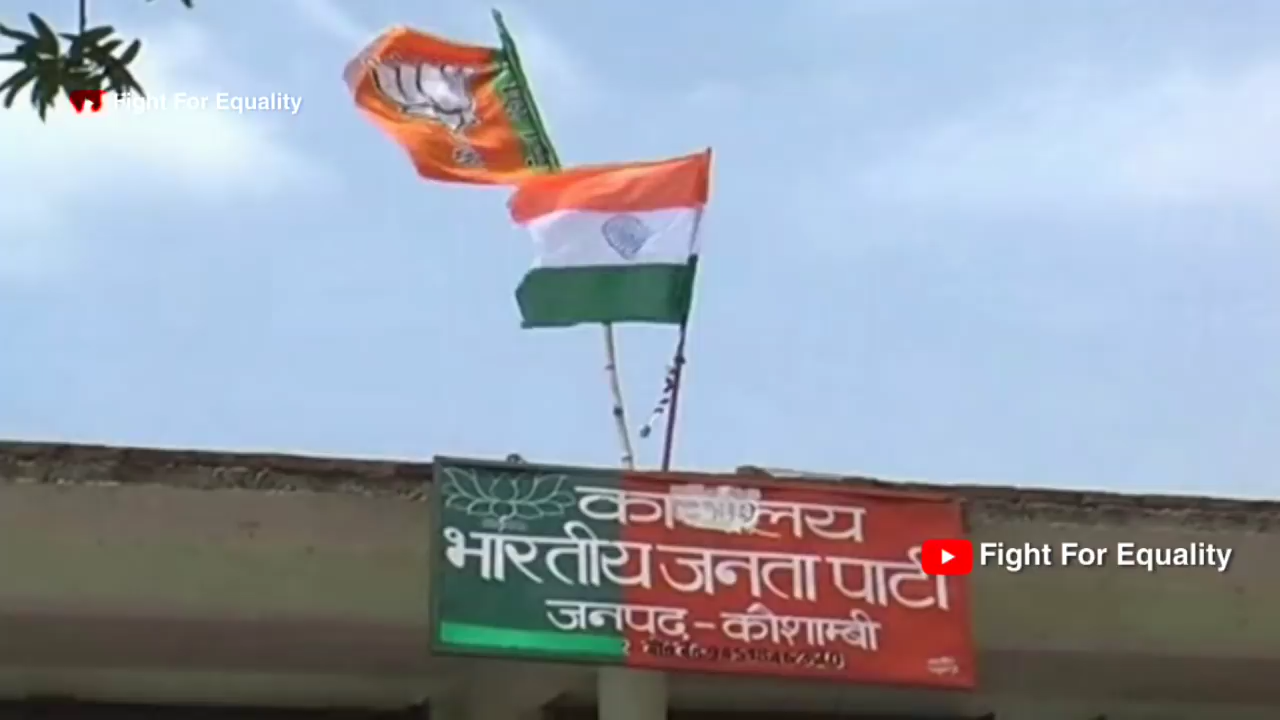 Fight For Equality
कार्यालय
भारतीय जनता पार्टी
Fight For Equality
जनपद - कौशाम्बी